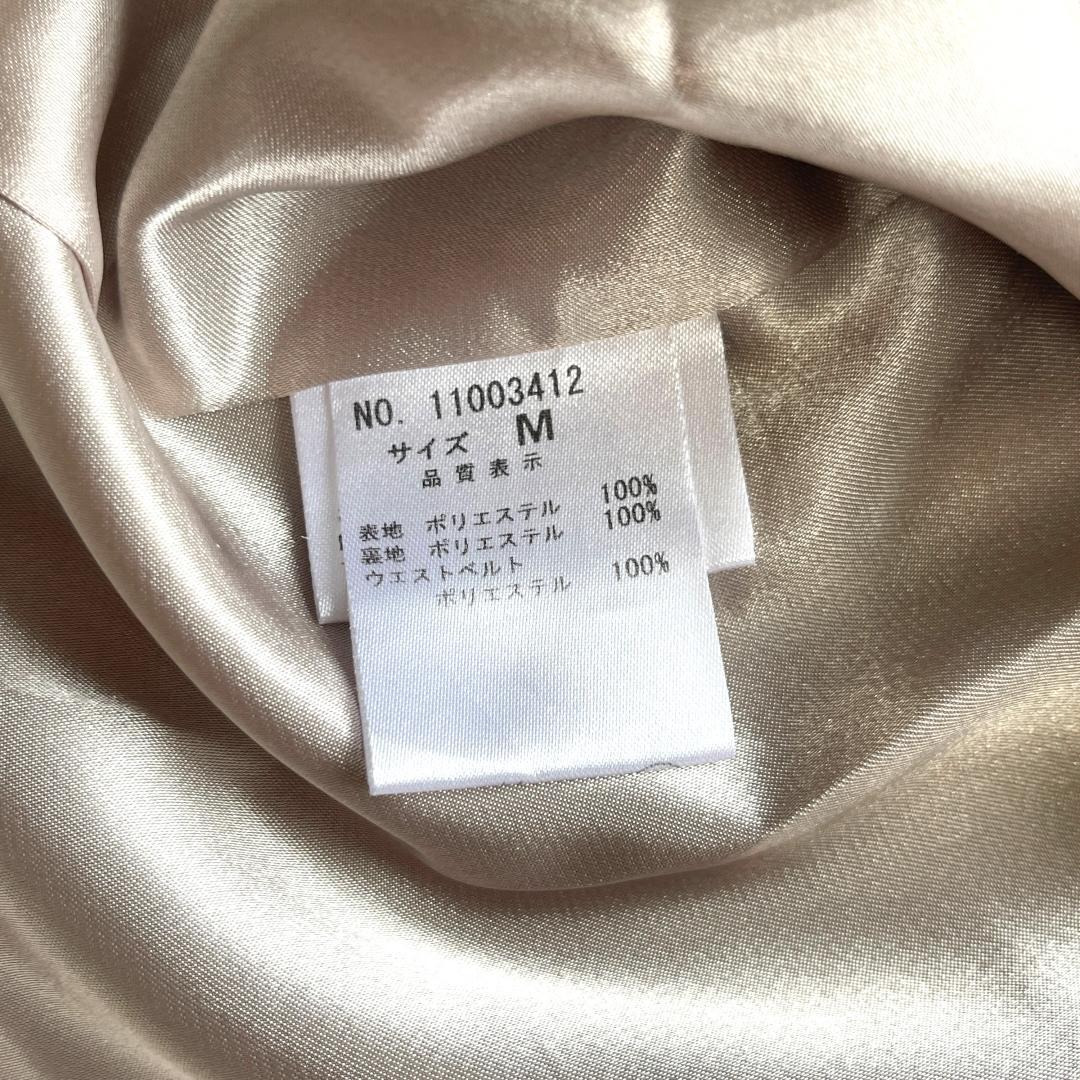 NO. 11003412
サイズ M
品質表示
表地 ポリエステル 100%
裏地 ポリエステル 100%
ウエストベルト
ポリエステル 100%